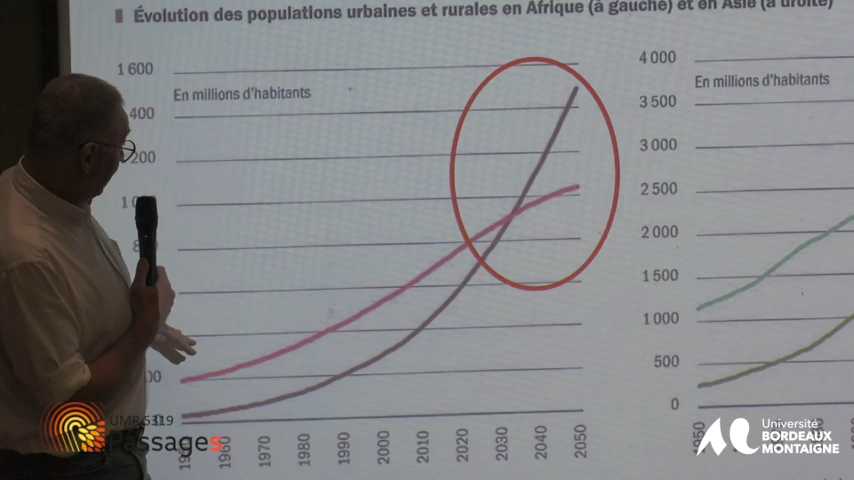 Évolution des populations urbaines et rurales en Afrique (à gauche) et en Asie (à droite)
1 600
En millions d'habitants
400
200
1960
1970
1980
1990
2000
2010
2020
2030
2040
2050
4 000
En millions d'habitants
3 500
3 000
2 500
2 000
1 500
1 000
500
0
UMR 5319
Passages
Université
BORDEAUX
MONTAIGNE